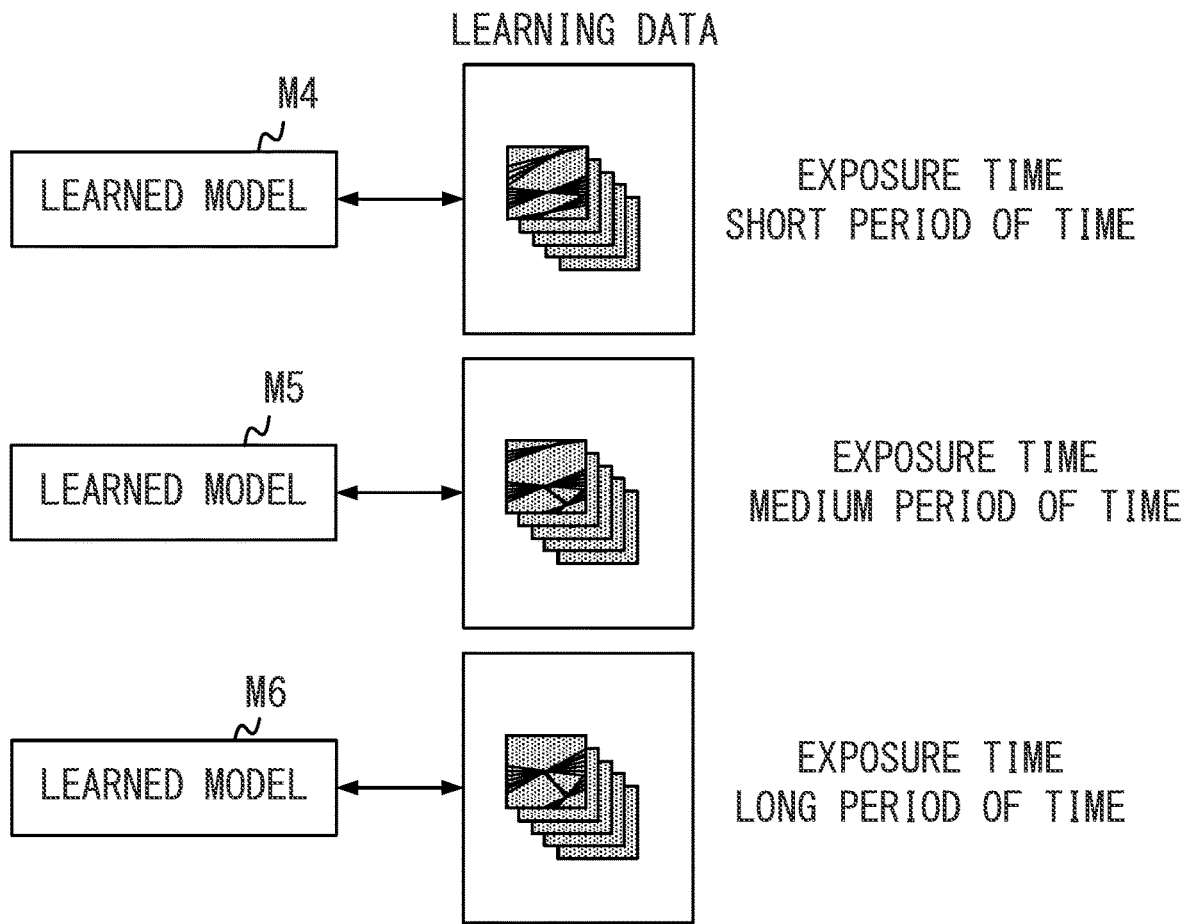 LEARNING DATA
M4
LEARNED MODEL
EXPOSURE TIME
SHORT PERIOD OF TIME
M5
LEARNED MODEL
EXPOSURE TIME
MEDIUM PERIOD OF TIME
M6
LEARNED MODEL
EXPOSURE TIME
LONG PERIOD OF TIME